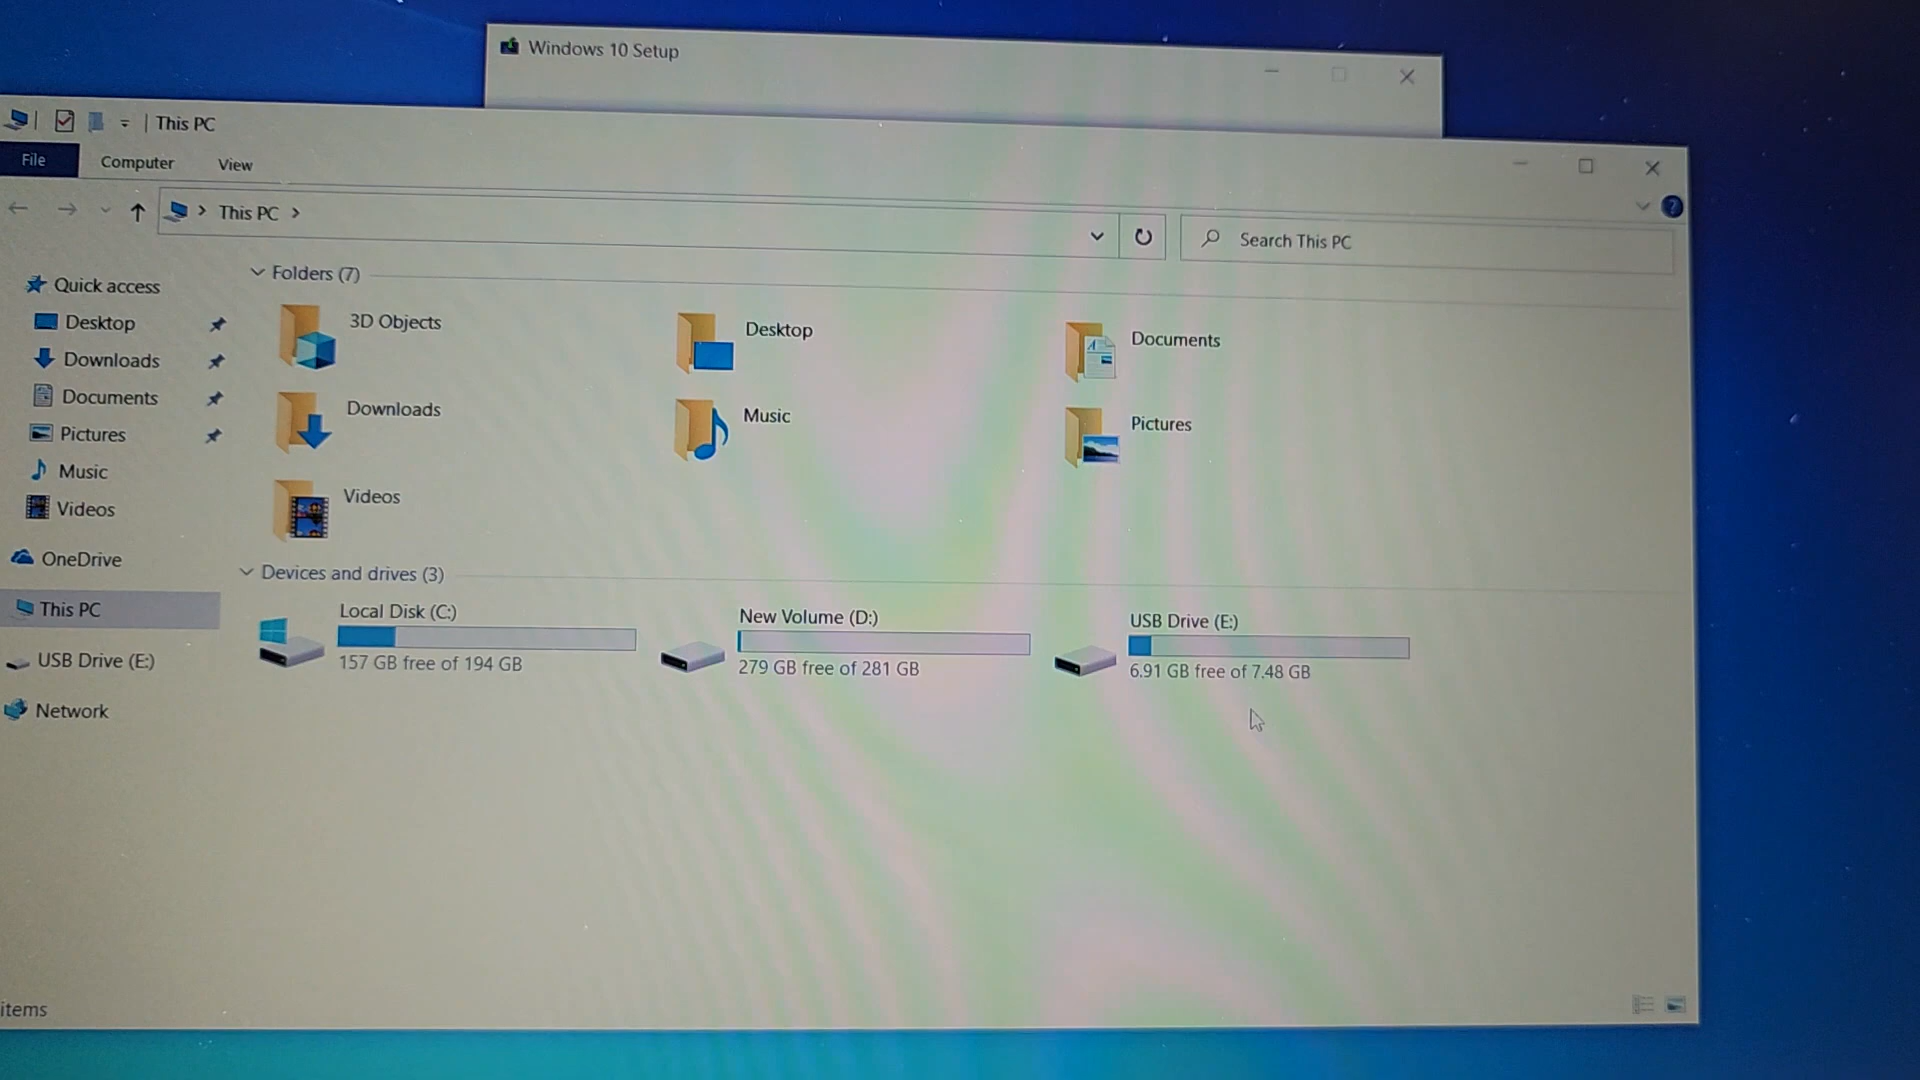 Windows 10 Setup
This PC
File
Computer
View
This PC
Search This PC
Quick access
Desktop
Downloads
Documents
Pictures
Music
Videos
OneDrive
This PC
USB Drive (E:)
Network
Folders (7)
3D Objects
Desktop
Documents
Downloads
Music
Pictures
Videos
Devices and drives (3)
Local Disk (C:)
157 GB free of 194 GB
New Volume (D:)
279 GB free of 281 GB
USB Drive (E:)
6.91 GB free of 7.48 GB
items